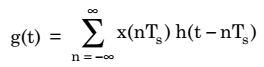 g(t) = ∑_{n = −∞}^{∞} x(nT_s) h(t − nT_s)